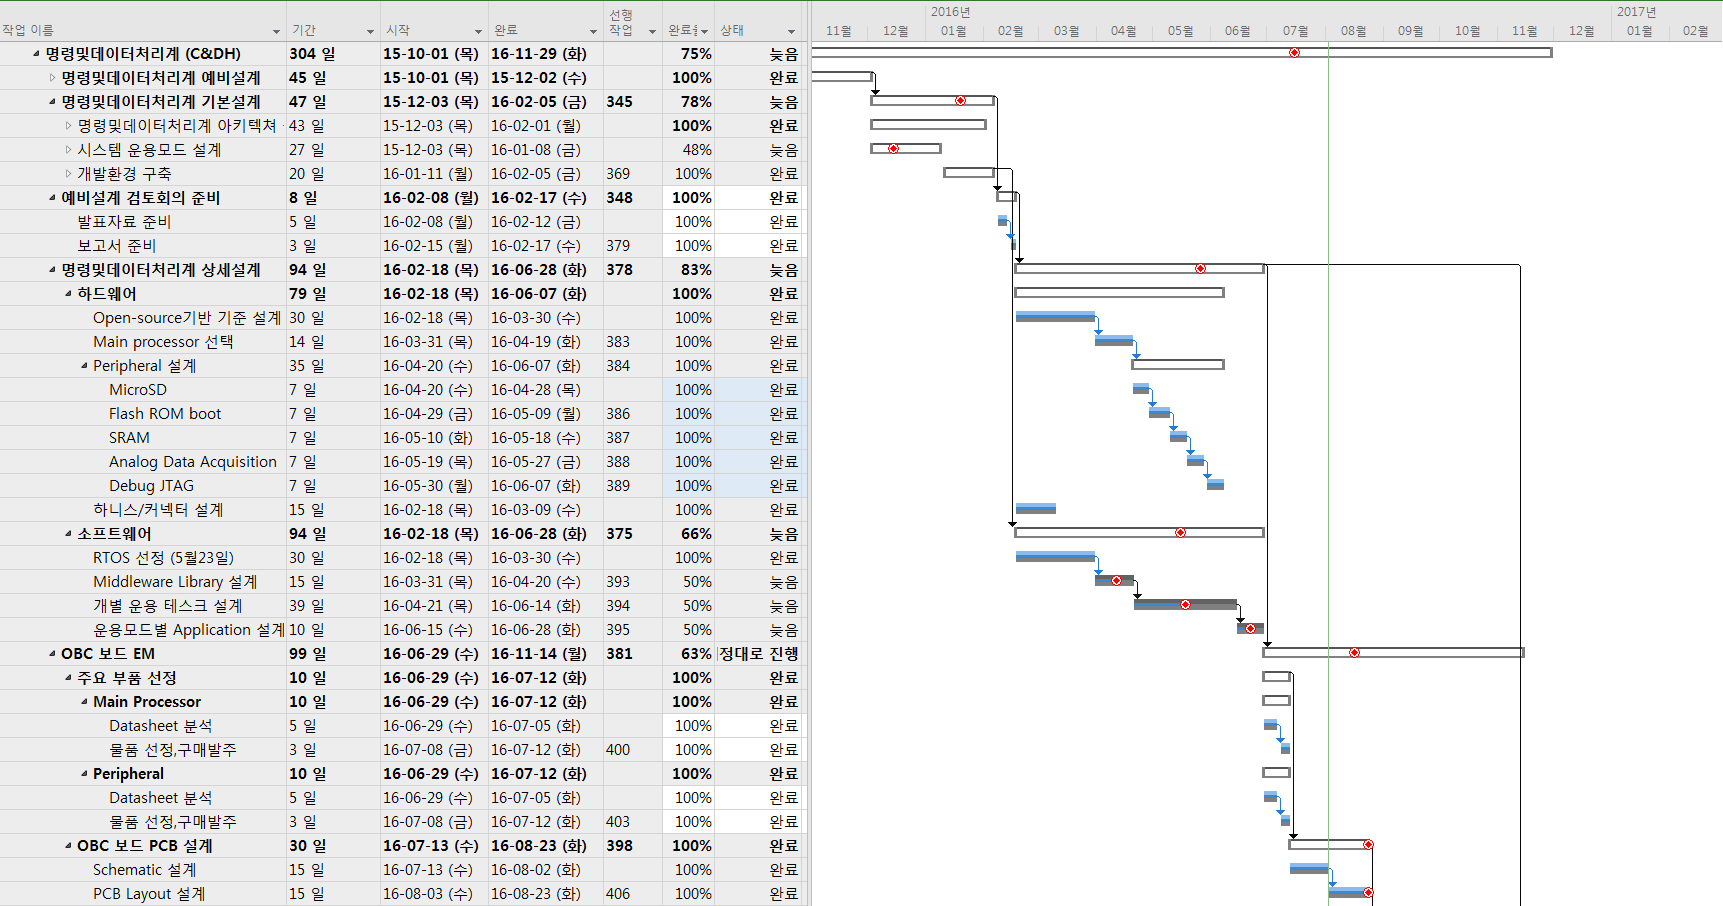 작업 이름 기간 시작 완료 선행 작업 완료율 상태
2016년 2017년
11월 12월 01월 02월 03월 04월 05월 06월 07월 08월 09월 10월 11월 12월 01월 02월
명령및데이터처리계 (C&DH) 304 일 15-10-01 (목) 16-11-29 (화) 75% 늦음
명령및데이터처리계 예비설계 45 일 15-10-01 (목) 15-12-02 (수) 100% 완료
명령및데이터처리계 기본설계 47 일 15-12-03 (목) 16-02-05 (금) 345 78% 늦음
명령및데이터처리계 아키텍쳐 43 일 15-12-03 (목) 16-02-01 (월) 100% 완료
시스템 운용모드 설계 27 일 15-12-03 (목) 16-01-08 (금) 48% 늦음
개발환경 구축 20 일 16-01-11 (월) 16-02-05 (금) 369 100% 완료
예비설계 검토회의 준비 8 일 16-02-08 (월) 16-02-17 (수) 348 100% 완료
발표자료 준비 5 일 16-02-08 (월) 16-02-12 (금) 100% 완료
보고서 준비 3 일 16-02-15 (월) 16-02-17 (수) 379 100% 완료
명령및데이터처리계 상세설계 94 일 16-02-18 (목) 16-06-28 (화) 378 83% 늦음
하드웨어 79 일 16-02-18 (목) 16-06-07 (화) 100% 완료
Open-source기반 기준 설계 30 일 16-02-18 (목) 16-03-30 (수) 100% 완료
Main processor 선택 14 일 16-03-31 (목) 16-04-19 (화) 383 100% 완료
Peripheral 설계 35 일 16-04-20 (수) 16-06-07 (화) 384 100% 완료
MicroSD 7 일 16-04-20 (수) 16-04-28 (목) 100% 완료
Flash ROM boot 7 일 16-04-29 (금) 16-05-09 (월) 386 100% 완료
SRAM 7 일 16-05-10 (화) 16-05-18 (수) 387 100% 완료
Analog Data Acquisition 7 일 16-05-19 (목) 16-05-27 (금) 388 100% 완료
Debug JTAG 7 일 16-05-30 (월) 16-06-07 (화) 389 100% 완료
하니스/커넥터 설계 15 일 16-02-18 (목) 16-03-09 (수) 100% 완료
소프트웨어 94 일 16-02-18 (목) 16-06-28 (화) 375 66% 늦음
RTOS 선정 (5월23일) 30 일 16-02-18 (목) 16-03-30 (수) 100% 완료
Middleware Library 설계 15 일 16-03-31 (목) 16-04-20 (수) 393 50% 늦음
개별 운용 테스크 설계 39 일 16-04-21 (목) 16-06-14 (화) 394 50% 늦음
운용모드별 Application 설계 10 일 16-06-15 (수) 16-06-28 (화) 395 50% 늦음
OBC 보드 EM 99 일 16-06-29 (수) 16-11-14 (월) 381 63% 정대로 진행
주요 부품 선정 10 일 16-06-29 (수) 16-07-12 (화) 100% 완료
Main Processor 10 일 16-06-29 (수) 16-07-12 (화) 100% 완료
Datasheet 분석 5 일 16-06-29 (수) 16-07-05 (화) 100% 완료
물품 선정,구매발주 3 일 16-07-08 (금) 16-07-12 (화) 400 100% 완료
Peripheral 10 일 16-06-29 (수) 16-07-12 (화) 100% 완료
Datasheet 분석 5 일 16-06-29 (수) 16-07-05 (화) 100% 완료
물품 선정,구매발주 3 일 16-07-08 (금) 16-07-12 (화) 403 100% 완료
OBC 보드 PCB 설계 30 일 16-07-13 (수) 16-08-23 (화) 398 100% 완료
Schematic 설계 15 일 16-07-13 (수) 16-08-02 (화) 100% 완료
PCB Layout 설계 15 일 16-08-03 (수) 16-08-23 (화) 406 100% 완료